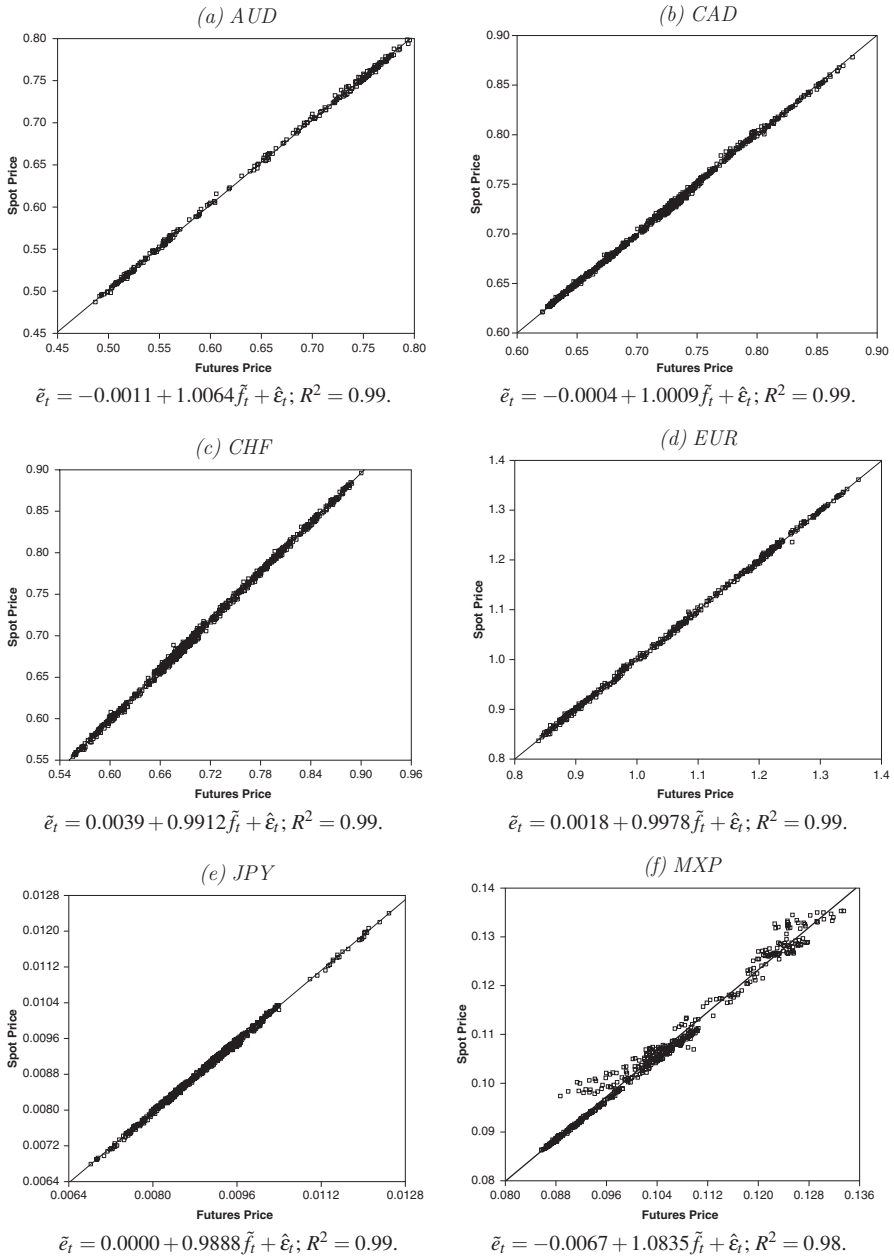 (a) AUD
0.80
0.75
0.70
0.65
0.60
0.55
0.50
0.45
Spot Price
0.45 0.50 0.55 0.60 0.65 0.70 0.75 0.80
Futures Price
ẽ_t = −0.0011 + 1.0064f̃_t + ε̂_t; R² = 0.99.
(b) CAD
0.90
0.85
0.80
0.75
0.70
0.65
0.60
Spot Price
0.60 0.65 0.70 0.75 0.80 0.85 0.90
Futures Price
ẽ_t = −0.0004 + 1.0009f̃_t + ε̂_t; R² = 0.99.
(c) CHF
0.90
0.85
0.80
0.75
0.70
0.65
0.60
0.55
Spot Price
0.54 0.60 0.66 0.72 0.78 0.84 0.90 0.96
Futures Price
ẽ_t = 0.0039 + 0.9912f̃_t + ε̂_t; R² = 0.99.
(d) EUR
1.4
1.3
1.2
1.1
1.0
0.9
0.8
Spot Price
0.8 0.9 1.0 1.1 1.2 1.3 1.4
Futures Price
ẽ_t = 0.0018 + 0.9978f̃_t + ε̂_t; R² = 0.99.
(e) JPY
0.0128
0.0120
0.0112
0.0104
0.0096
0.0088
0.0080
0.0072
0.0064
Spot Price
0.0064 0.0080 0.0096 0.0112 0.0128
Futures Price
ẽ_t = 0.0000 + 0.9888f̃_t + ε̂_t; R² = 0.99.
(f) MXP
0.14
0.13
0.12
0.11
0.10
0.09
0.08
Spot Price
0.080 0.088 0.096 0.104 0.112 0.120 0.128 0.136
Futures Price
ẽ_t = −0.0067 + 1.0835f̃_t + ε̂_t; R² = 0.98.